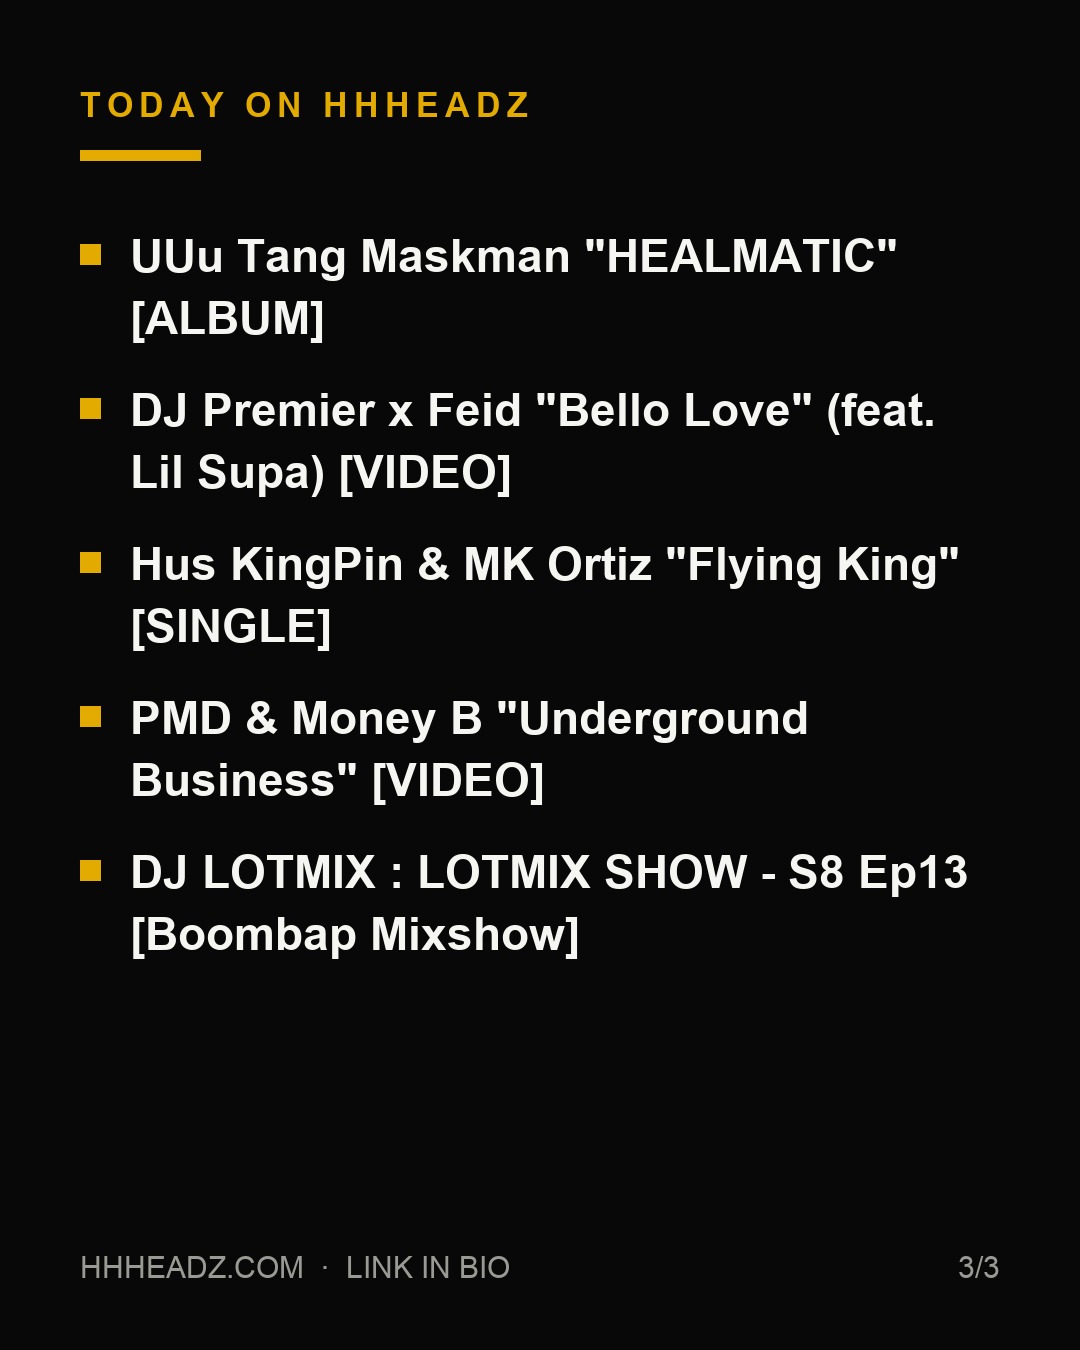 TODAY ON HHHEADZ
UUu Tang Maskman "HEALMATIC"
[ALBUM]
DJ Premier x Feid "Bello Love" (feat.
Lil Supa) [VIDEO]
Hus KingPin & MK Ortiz "Flying King"
[SINGLE]
PMD & Money B "Underground
Business" [VIDEO]
DJ LOTMIX : LOTMIX SHOW - S8 Ep13
[Boombap Mixshow]
HHHEADZ.COM · LINK IN BIO 3/3